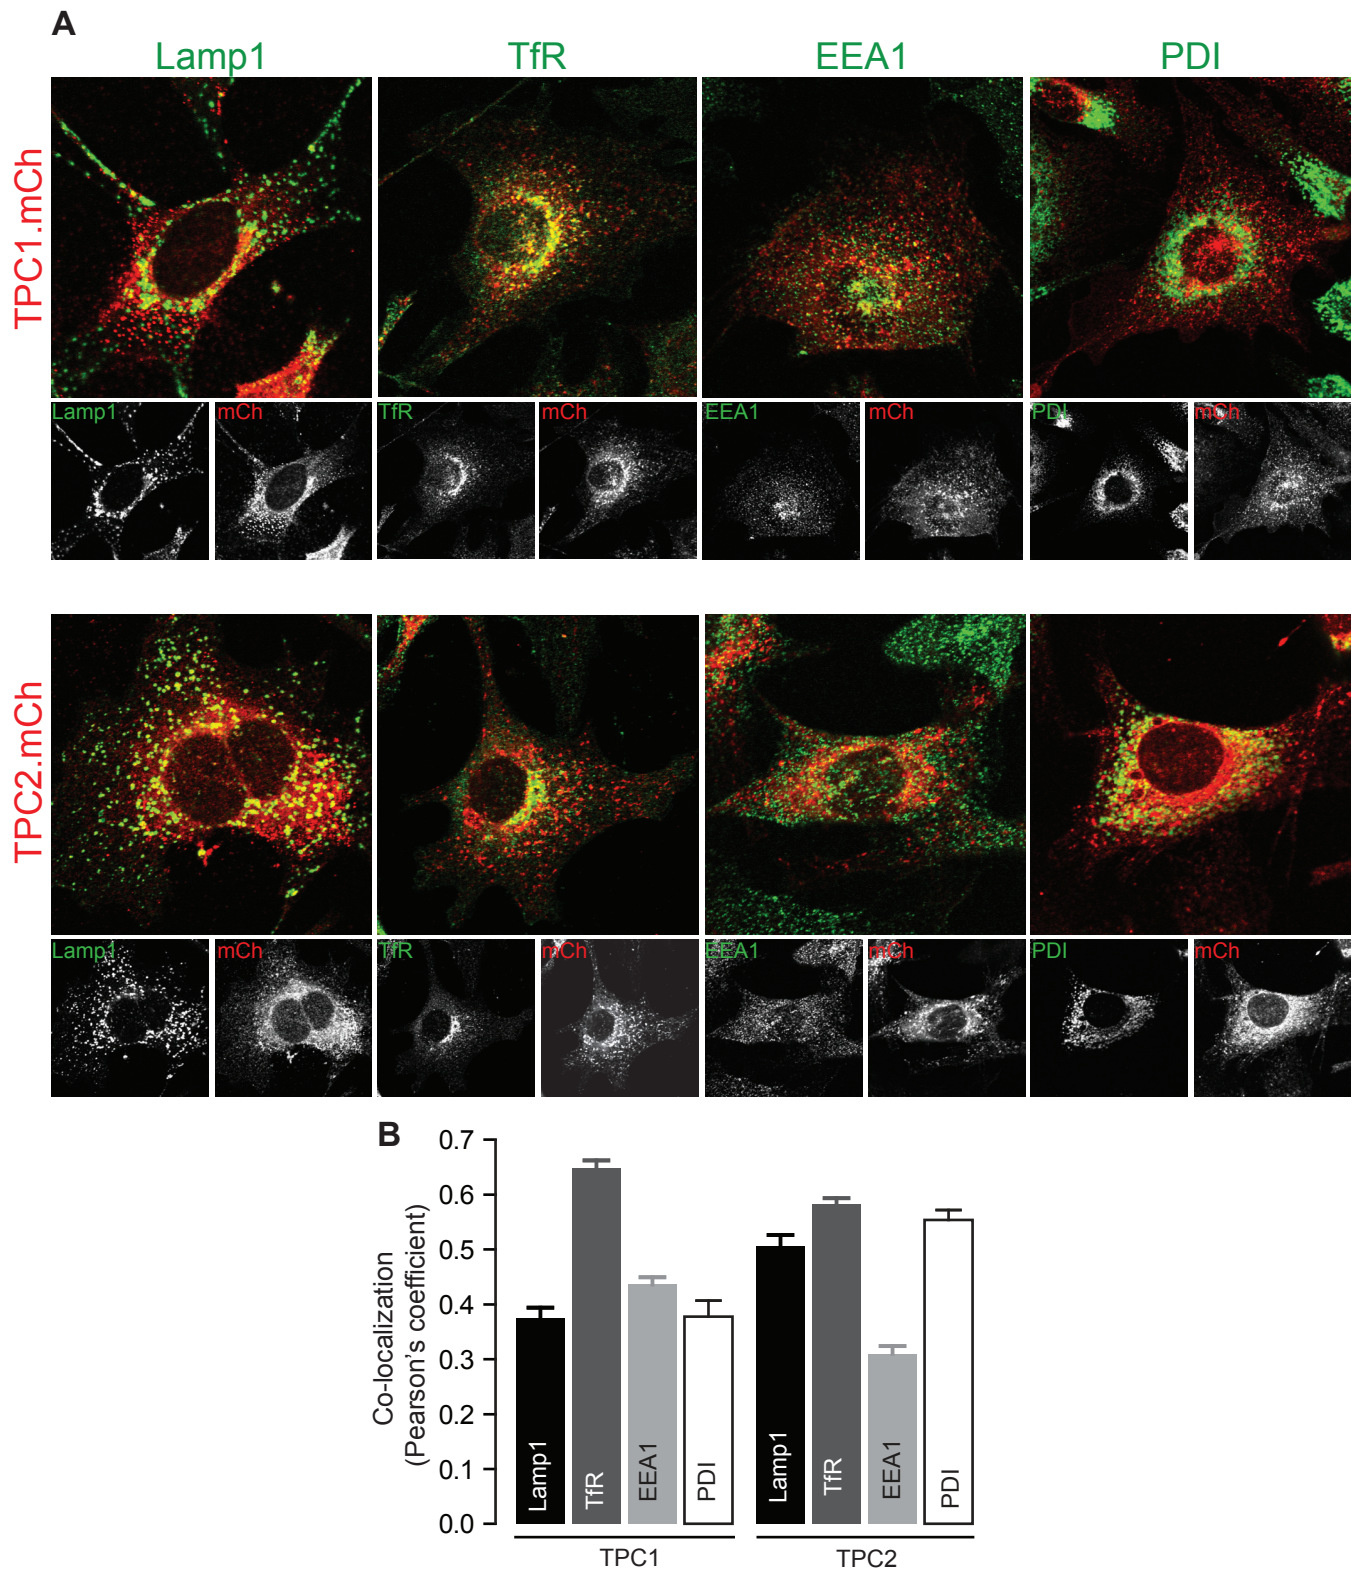 A
Lamp1 TfR EEA1 PDI
TPC1.mCh
Lamp1 mCh TfR mCh EEA1 mCh PDI mCh
TPC2.mCh
Lamp1 mCh TfR mCh EEA1 mCh PDI mCh
B
Co-localization
(Pearson's coefficient)
0.7
0.6
0.5
0.4
0.3
0.2
0.1
0.0
Lamp1 TfR EEA1 PDI Lamp1 TfR EEA1 PDI
TPC1 TPC2